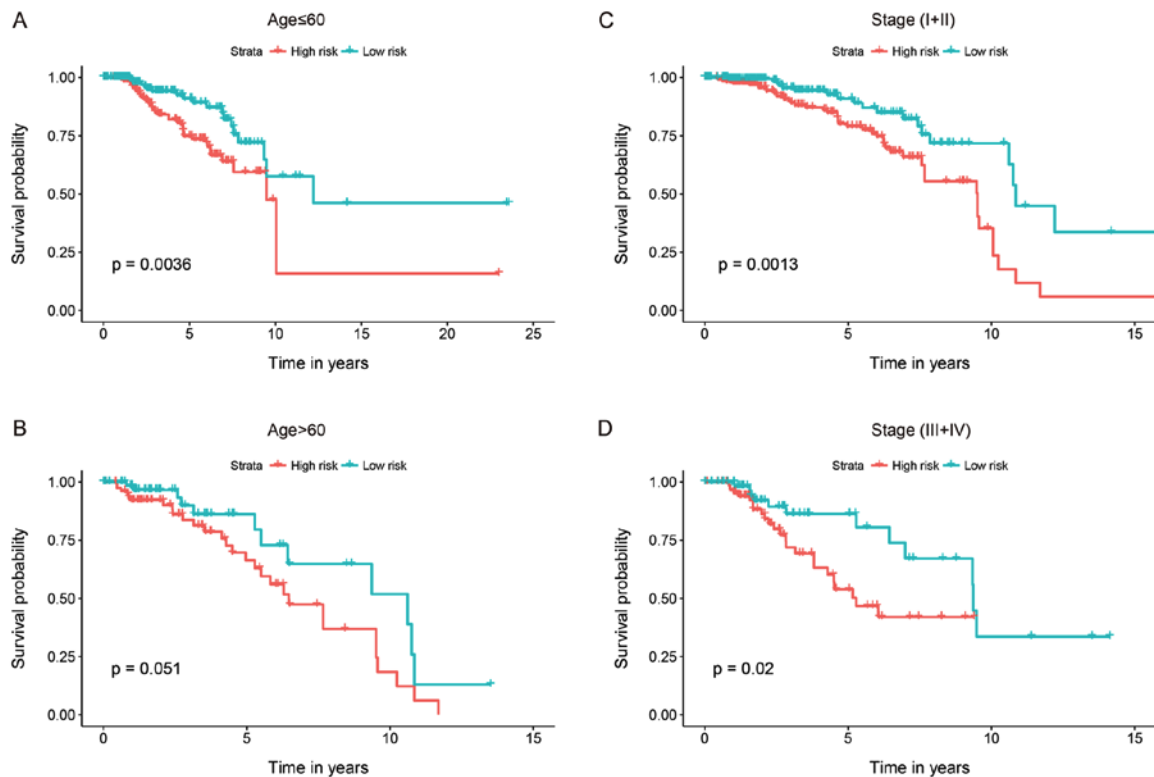 A
Age≤60
Strata High risk Low risk
Survival probability
1.00
0.75
0.50
0.25
0.00
p = 0.0036
0 5 10 15 20 25
Time in years
C
Stage (I+II)
Strata High risk Low risk
Survival probability
1.00
0.75
0.50
0.25
0.00
p = 0.0013
0 5 10 15
Time in years
B
Age>60
Strata High risk Low risk
Survival probability
1.00
0.75
0.50
0.25
0.00
p = 0.051
0 5 10 15
Time in years
D
Stage (III+IV)
Strata High risk Low risk
Survival probability
1.00
0.75
0.50
0.25
0.00
p = 0.02
0 5 10 15
Time in years